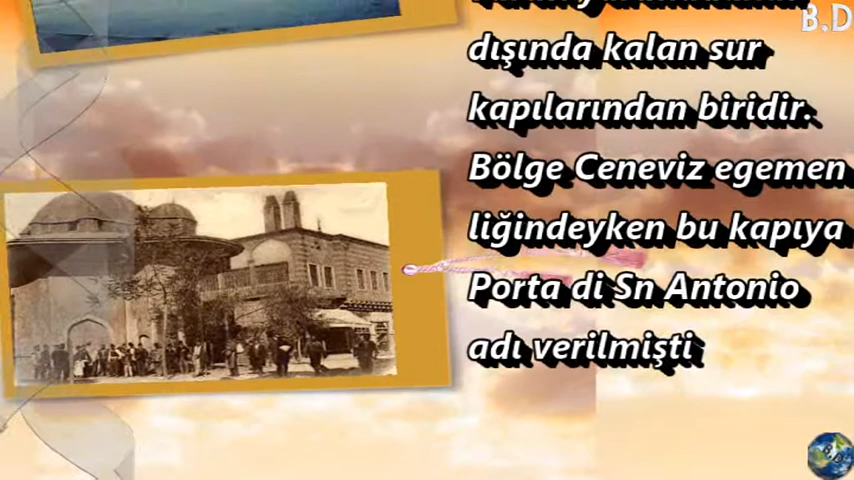 B.D
dışında kalan sur
kapılarından biridir.
Bölge Ceneviz egemen
liğindeyken bu kapıya
Porta di Sn Antonio
adı verilmişti